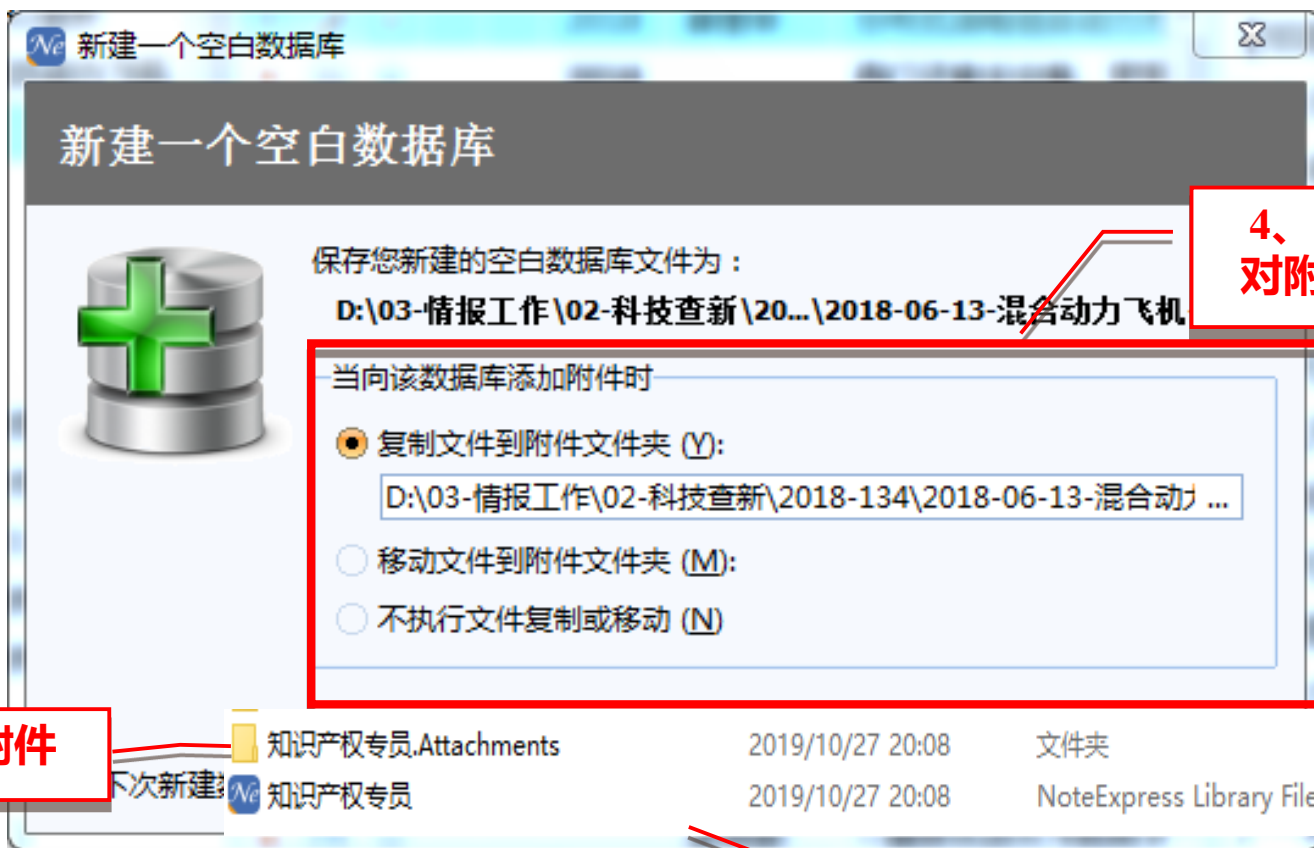 Ne 新建一个空白数据库
新建一个空白数据库
4、
对附
保存您新建的空白数据库文件为：
D:\03-情报工作\02-科技查新\20...\2018-06-13-混合动力飞机
当向该数据库添加附件时
复制文件到附件文件夹 (Y):
D:\03-情报工作\02-科技查新\2018-134\2018-06-13-混合动 ...
移动文件到附件文件夹 (M):
不执行文件复制或移动 (N)
附件
知识产权专员.Attachments 2019/10/27 20:08 文件夹
下次新建
Ne 知识产权专员 2019/10/27 20:08 NoteExpress Library File